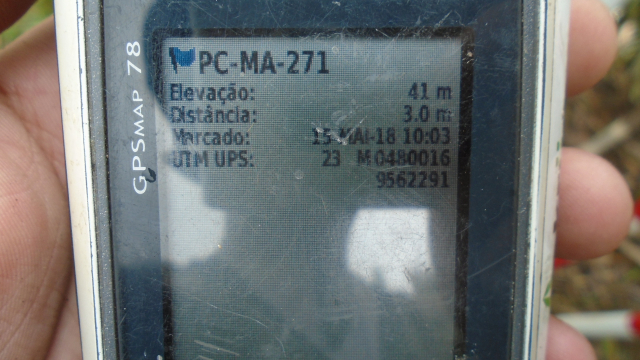 GPSMAP 78
PC-MA-271
Elevação: 41 m
Distância: 3.0 m
Marcado: 15-MAI-18 10:03
UTM UPS: 23 M 0480016
9562291